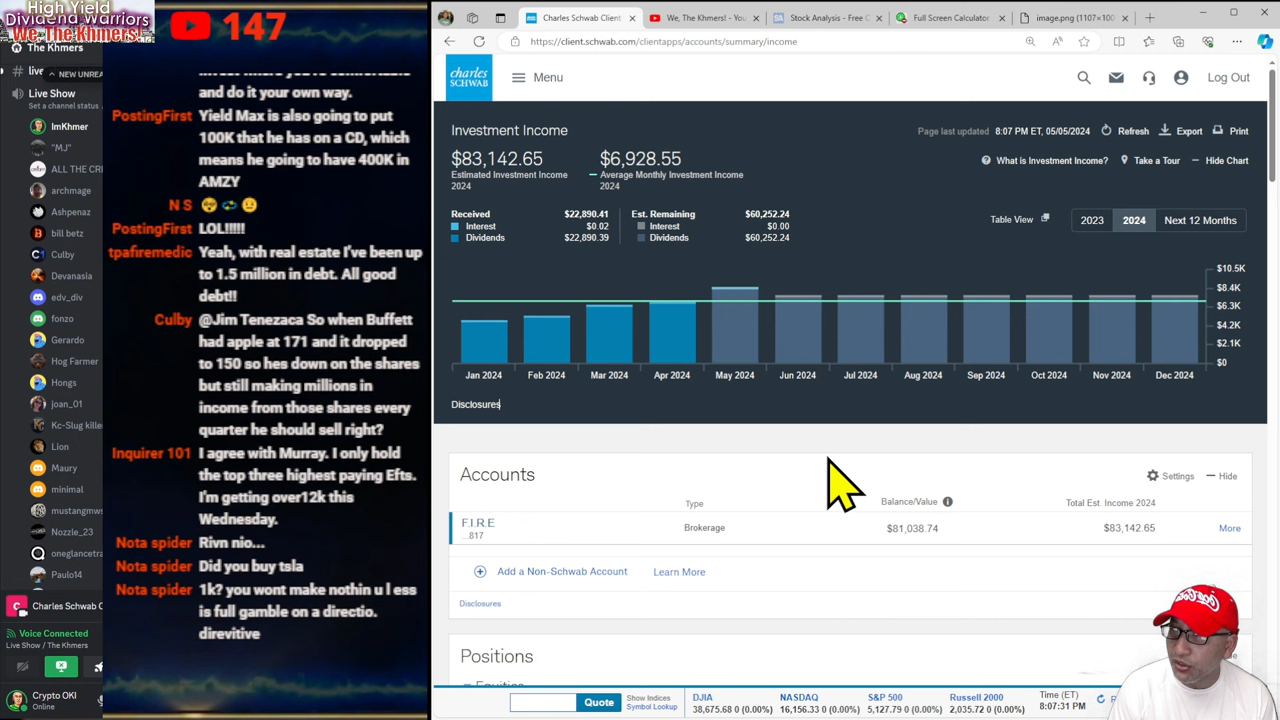 High Yield
Dividend Warriors
We, The Khmers!
147
The Khmers
live
NEW UNREA
Live Show
Set a channel status
ImKhmer
"MJ"
ALL THE CR
archmage
Ashpenaz
bill betz
Culby
Devanasia
edv_div
fonzo
Gerardo
Hog Farmer
Hongs
joan_01
Kc-Slug killer
Lion
Maury
minimal
mustangmws
Nozzle_23
oneglancetra
Paulo14
Charles Schwab C
Voice Connected
Live Show / The Khmers
Crypto OKI
Online
and do it your own way.
PostingFirst Yield Max is also going to put
100K that he has on a CD, which
means he going to have 400K in
AMZY
N S
PostingFirst LOL!!!!!
tpafiremedic Yeah, with real estate I've been up
to 1.5 million in debt. All good
debt!!
Culby @Jim Tenezaca So when Buffett
had apple at 171 and it dropped
to 150 so hes down on the shares
but still making millions in
income from those shares every
quarter he should sell right?
Inquirer 101 I agree with Murray. I only hold
the top three highest paying Efts.
I'm getting over12k this
Wednesday.
Nota spider Rivn nio...
Nota spider Did you buy tsla
Nota spider 1k? you wont make nothin u l ess
is full gamble on a directio.
direvitive
Charles Schwab Client
We, The Khmers! - You
Stock Analysis - Free C
Full Screen Calculator
image.png (1107×100
https://client.schwab.com/clientapps/accounts/summary/income
charles
SCHWAB
Menu
Log Out
Investment Income
Page last updated 8:07 PM ET, 05/05/2024 Refresh Export Print
$83,142.65 $6,928.55
Estimated Investment Income
2024
Average Monthly Investment Income
2024
What is Investment Income? Take a Tour Hide Chart
Received $22,890.41 Est. Remaining $60,252.24
Interest $0.02 Interest $0.00
Dividends $22,890.39 Dividends $60,252.24
Table View 2023 2024 Next 12 Months
$10.5K
$8.4K
$6.3K
$4.2K
$2.1K
$0
Jan 2024 Feb 2024 Mar 2024 Apr 2024 May 2024 Jun 2024 Jul 2024 Aug 2024 Sep 2024 Oct 2024 Nov 2024 Dec 2024
Disclosures
Accounts
Settings Hide
Type Balance/Value Total Est. Income 2024
F.I.R.E Brokerage $81,038.74 $83,142.65 More
...817
Add a Non-Schwab Account Learn More
Disclosures
Positions
Quote
Show Indices
Symbol Lookup
DJIA
38,675.68 0 (0.00%)
NASDAQ
16,156.33 0 (0.00%)
S&P 500
5,127.79 0 (0.00%)
Russell 2000
2,035.72 0 (0.00%)
Time (ET)
8:07:31 PM